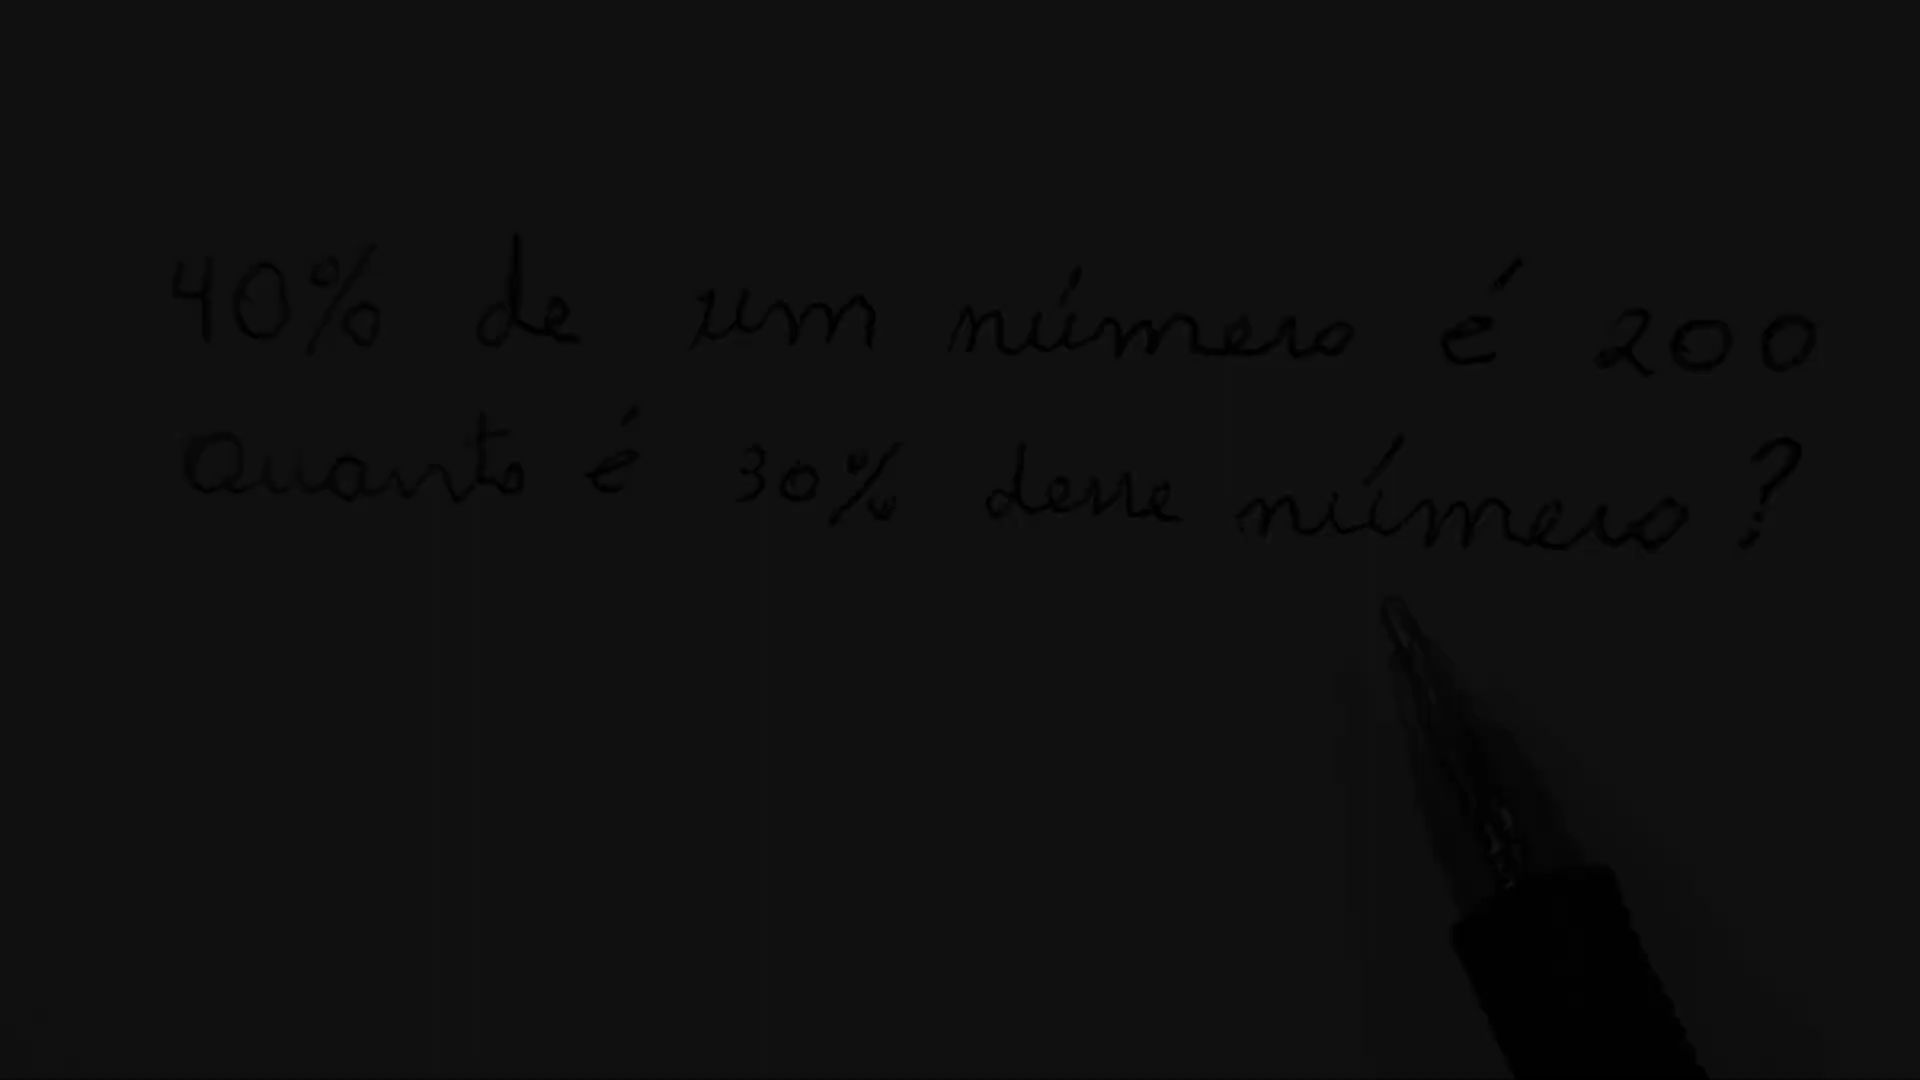 40% de um número é 200
Quanto é 30% desse número?